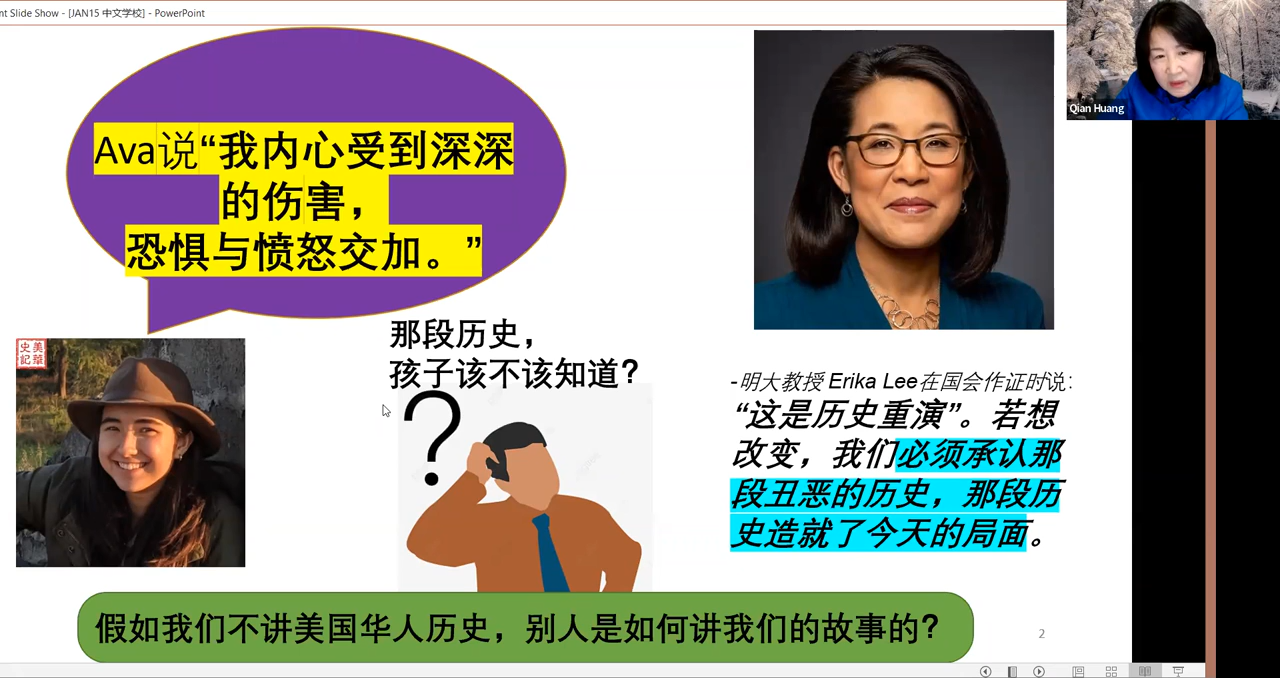 nt Slide Show - [JAN15 中文学校] - PowerPoint
Qian Huang
Ava说“我内心受到深深
的伤害，
恐惧与愤怒交加。”
史美
記華
那段历史，
孩子该不该知道？
?
-明大教授 Erika Lee在国会作证时说：
“这是历史重演”。若想
改变，我们必须承认那
段丑恶的历史，那段历
史造就了今天的局面。
假如我们不讲美国华人历史，别人是如何讲我们的故事的？
2